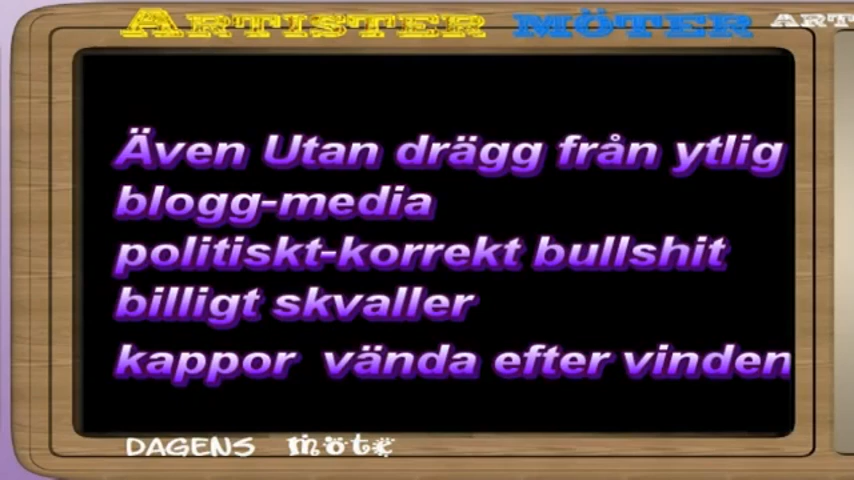 ARTISTER MÖTER ART
Även Utan drägg från ytlig
blogg-media
politiskt-korrekt bullshit
billigt skvaller
kappor vända efter vinden
DAGENS möte